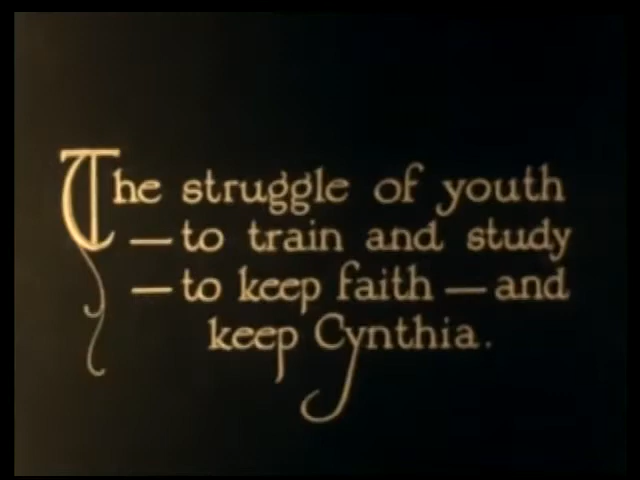 The struggle of youth
—to train and study
—to keep faith—and
keep Cynthia.